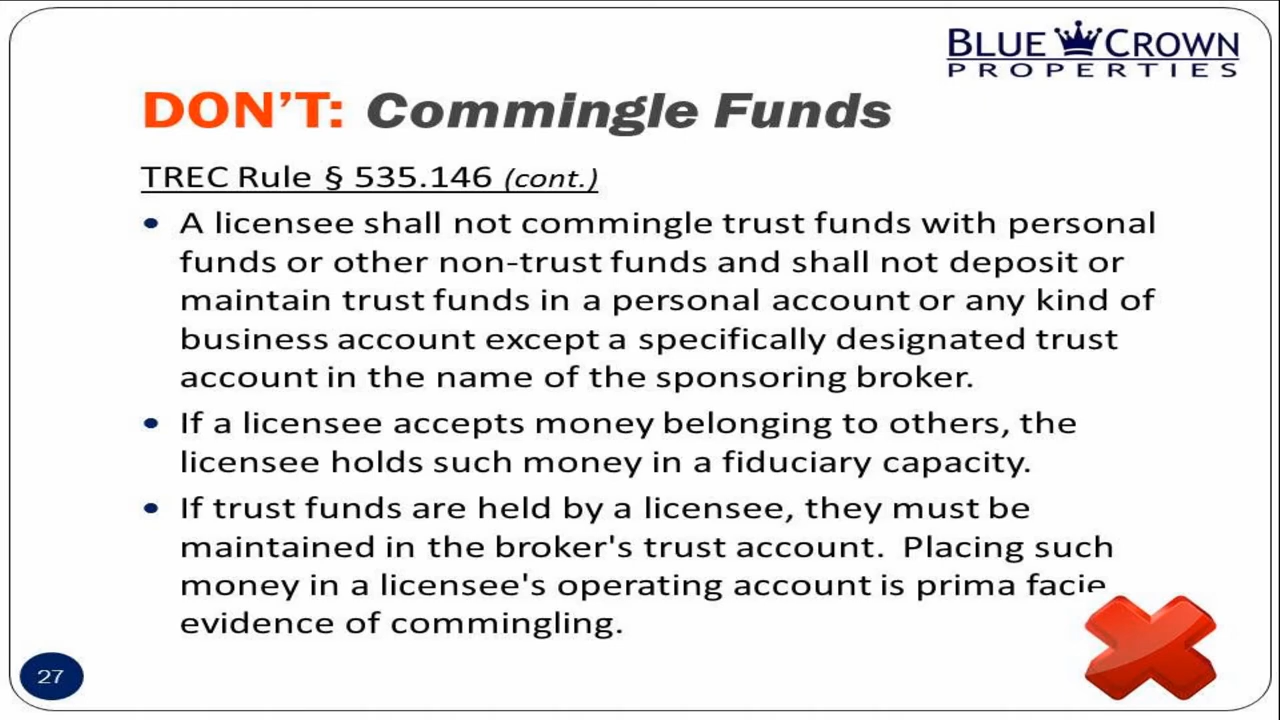 BLUE CROWN
PROPERTIES
DON'T: Commingle Funds
TREC Rule § 535.146 (cont.)
• A licensee shall not commingle trust funds with personal
funds or other non-trust funds and shall not deposit or
maintain trust funds in a personal account or any kind of
business account except a specifically designated trust
account in the name of the sponsoring broker.
• If a licensee accepts money belonging to others, the
licensee holds such money in a fiduciary capacity.
• If trust funds are held by a licensee, they must be
maintained in the broker's trust account. Placing such
money in a licensee's operating account is prima facie
evidence of commingling.
27